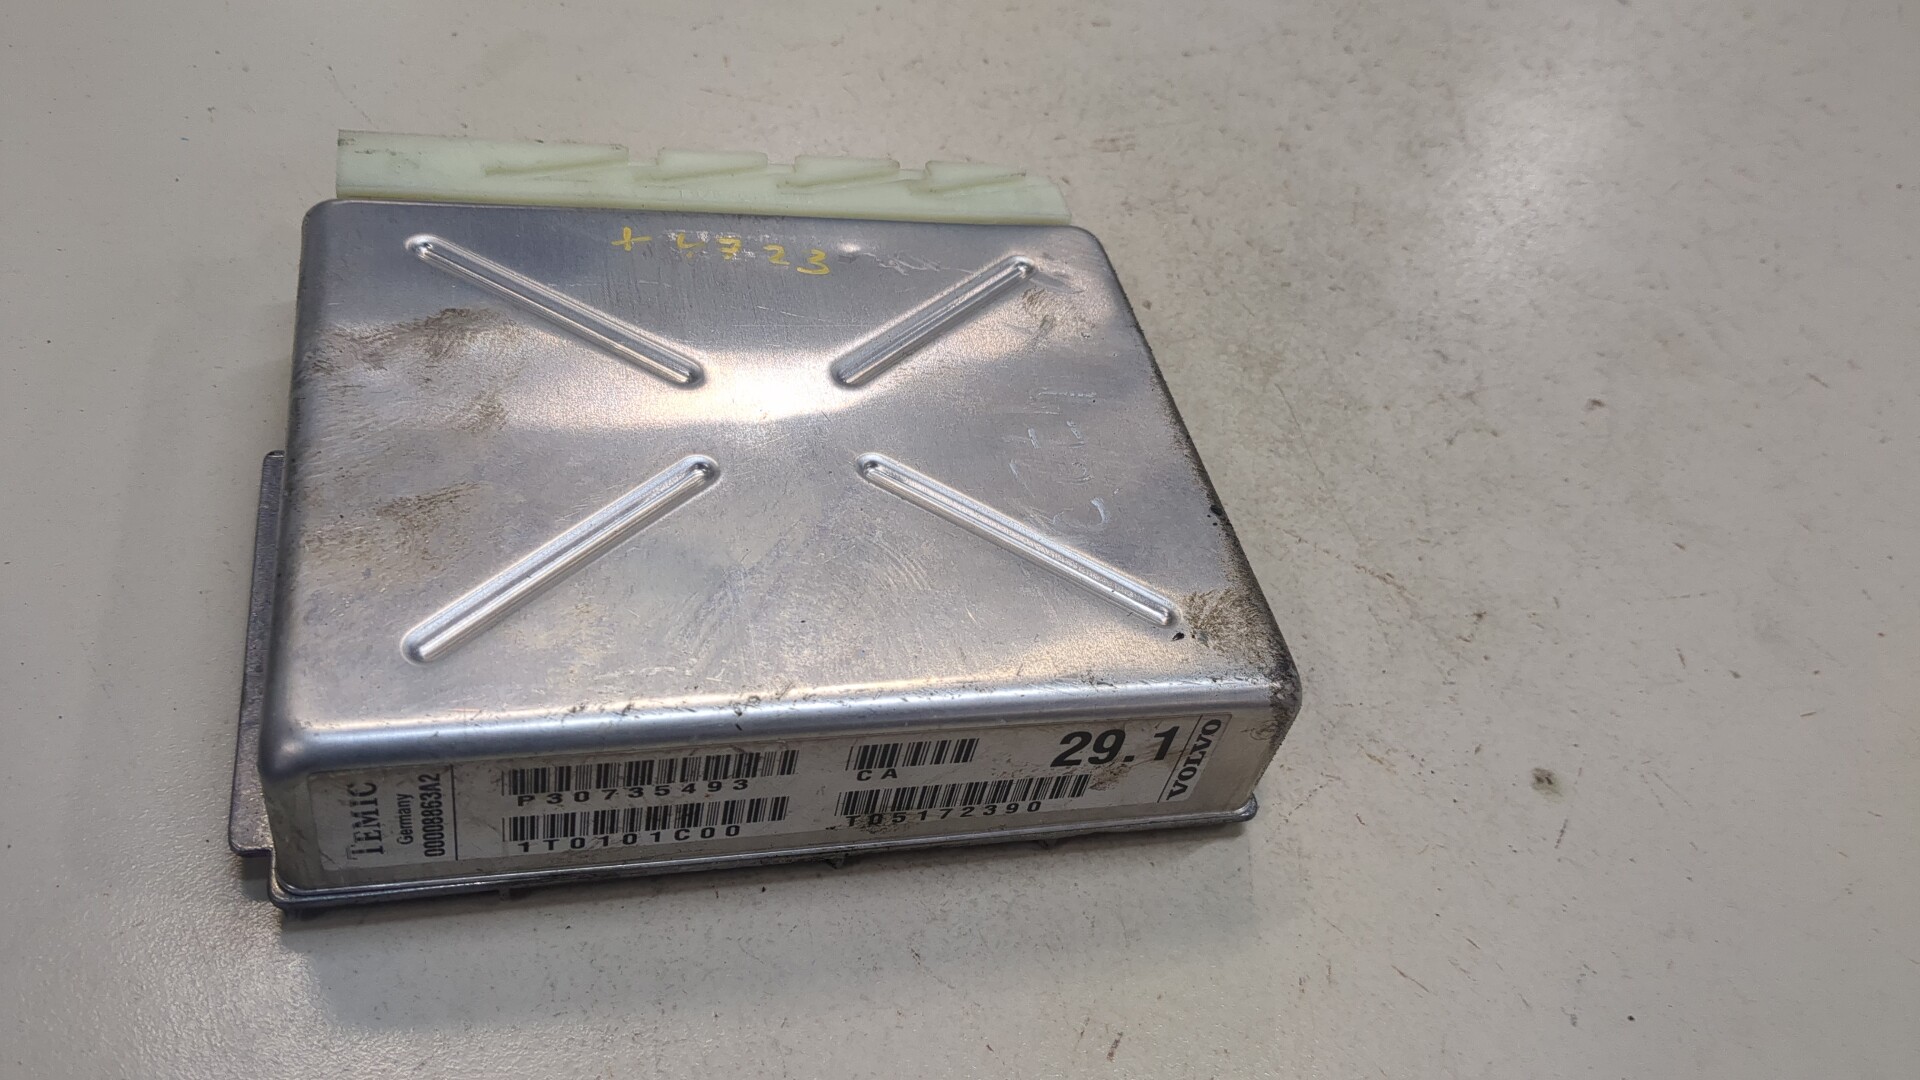 TEMIC
Germany
00008863A2
P30735493
1T0101C00
CA
T05172390
29.1
VOLVO